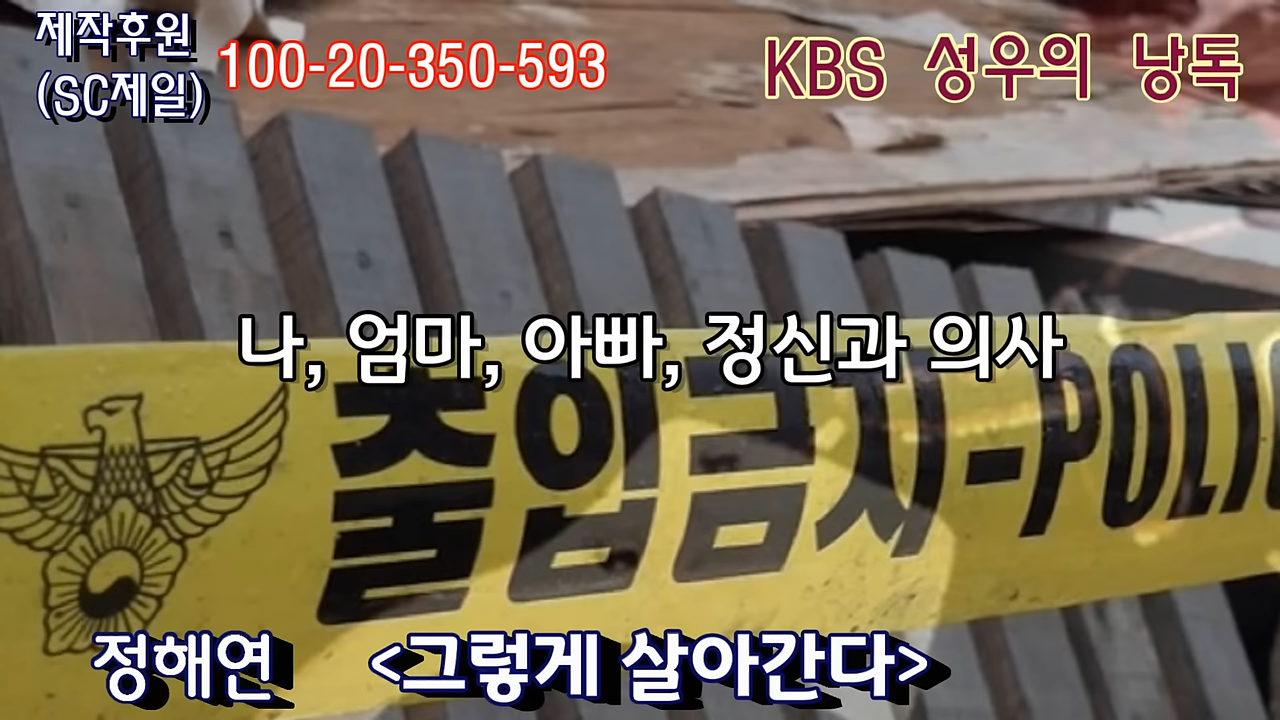 제작후원
(SC제일)
100-20-350-593
KBS 성우의 낭독
나, 엄마, 아빠, 정신과 의사
출입금지-POLIC
정해연 <그렇게 살아간다>